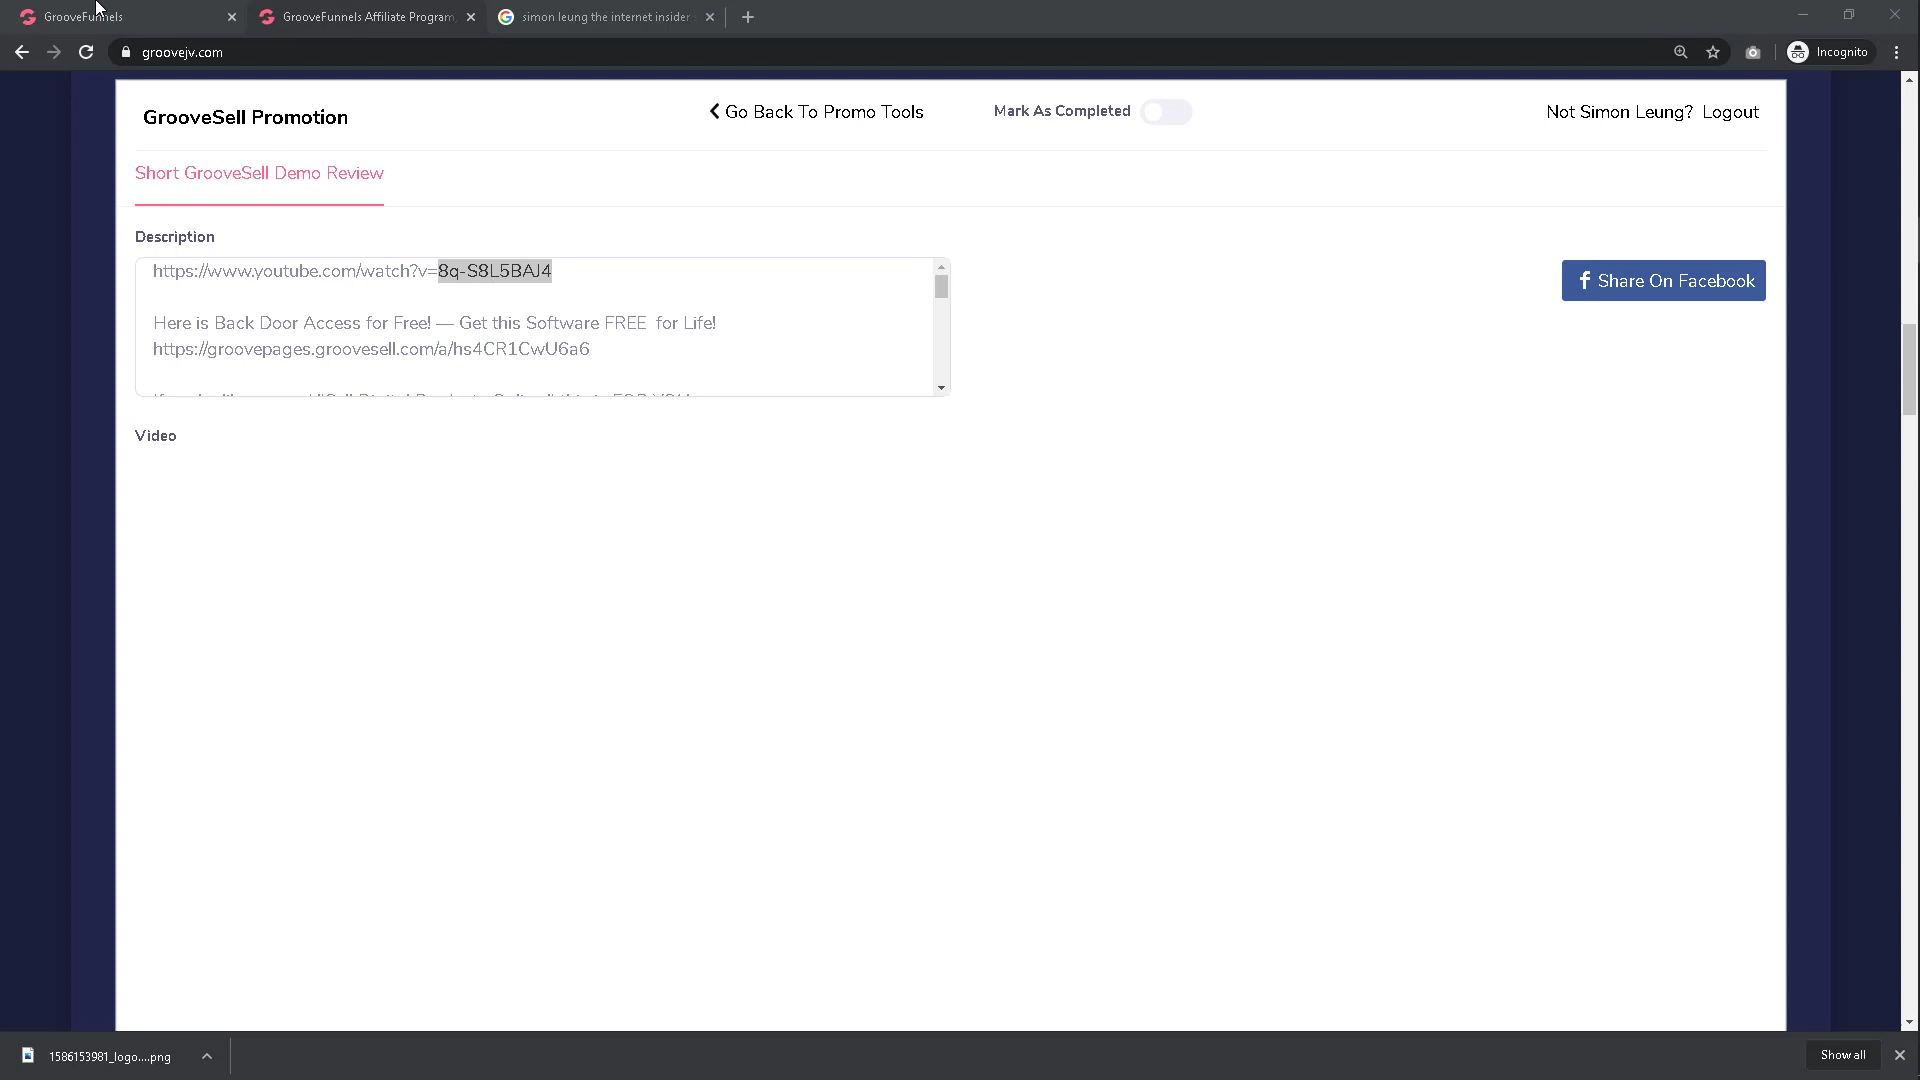 GrooveFunnels
GrooveFunnels Affiliate Program,
simon leung the internet insider
groovejv.com
Incognito
GrooveSell Promotion
Go Back To Promo Tools
Mark As Completed
Not Simon Leung? Logout
Short GrooveSell Demo Review
Description
https://www.youtube.com/watch?v=8q-S8L5BAJ4
Share On Facebook
Here is Back Door Access for Free! — Get this Software FREE for Life!
https://groovepages.groovesell.com/a/hs4CR1CwU6a6
Video
1586153981_logo....png
Show all